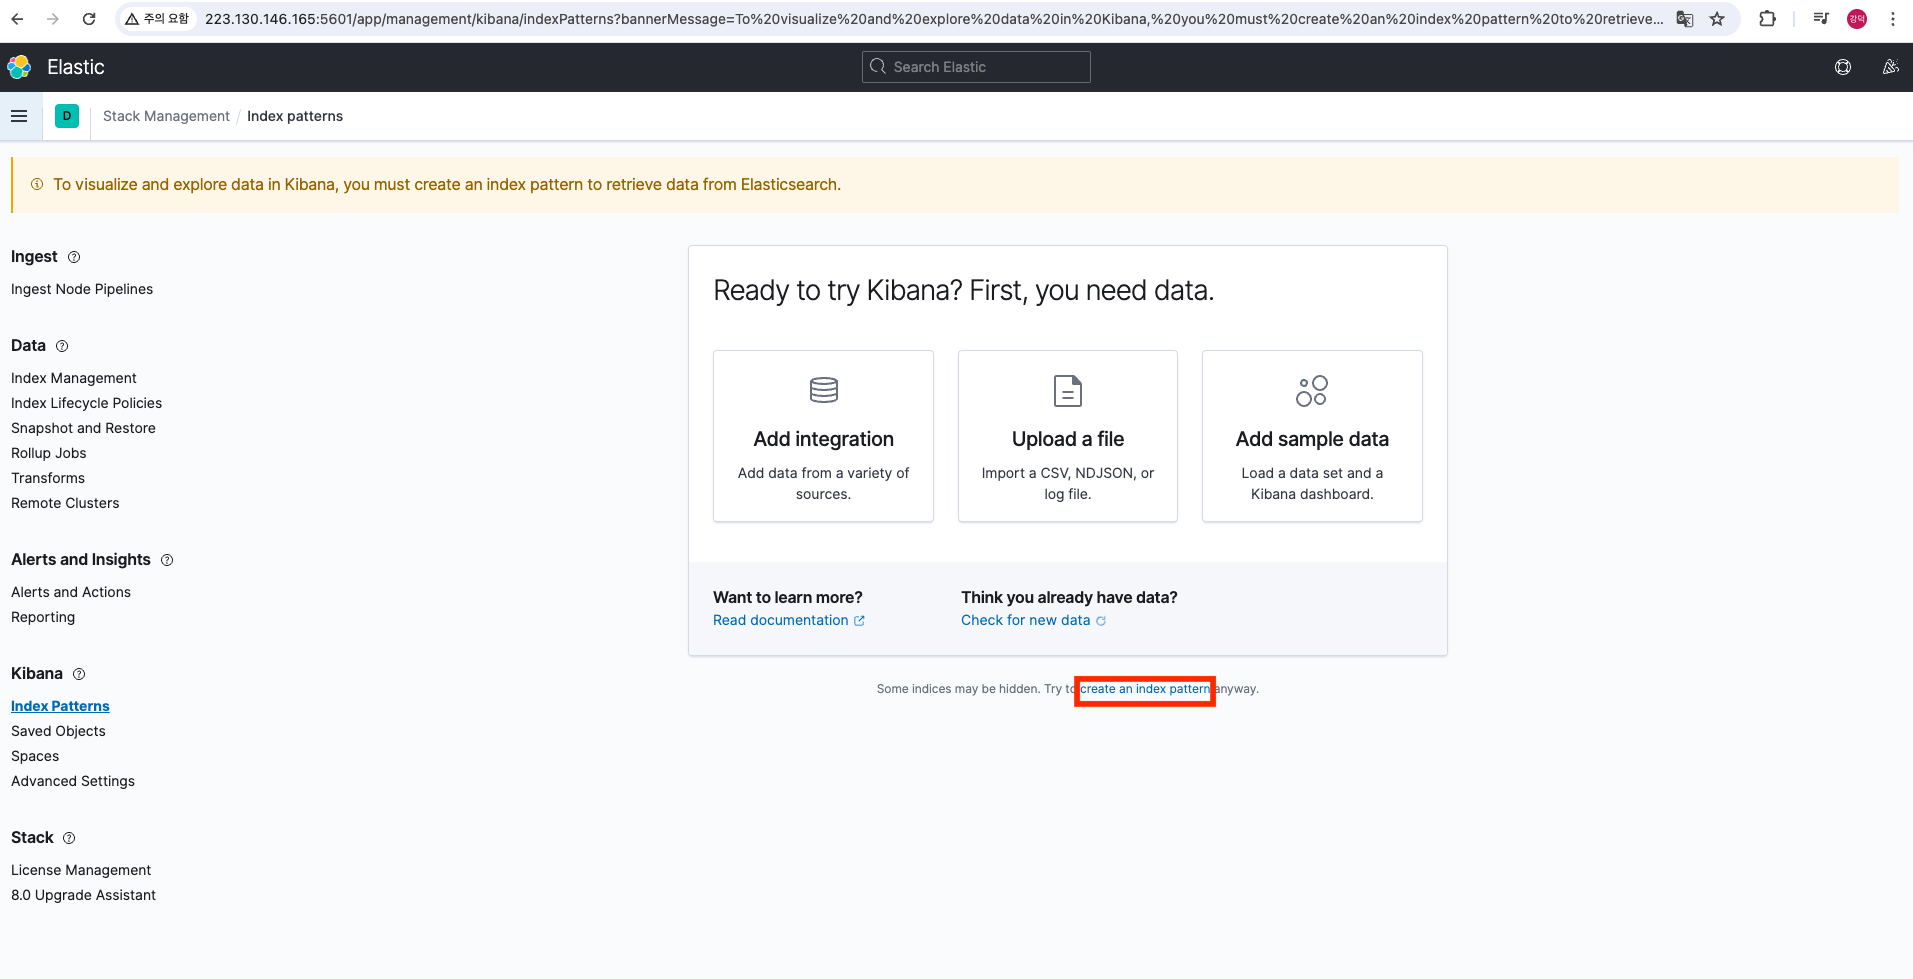 주의 요함
223.130.146.165:5601/app/management/kibana/indexPatterns?bannerMessage=To%20visualize%20and%20explore%20data%20in%20Kibana,%20you%20must%20create%20an%20index%20pattern%20to%20retrieve...
강덕
Elastic
Search Elastic
D
Stack Management / Index patterns
To visualize and explore data in Kibana, you must create an index pattern to retrieve data from Elasticsearch.
Ingest
Ingest Node Pipelines
Data
Index Management
Index Lifecycle Policies
Snapshot and Restore
Rollup Jobs
Transforms
Remote Clusters
Alerts and Insights
Alerts and Actions
Reporting
Kibana
Index Patterns
Saved Objects
Spaces
Advanced Settings
Stack
License Management
8.0 Upgrade Assistant
Ready to try Kibana? First, you need data.
Add integration
Add data from a variety of
sources.
Upload a file
Import a CSV, NDJSON, or
log file.
Add sample data
Load a data set and a
Kibana dashboard.
Want to learn more?
Read documentation
Think you already have data?
Check for new data
Some indices may be hidden. Try to create an index pattern anyway.